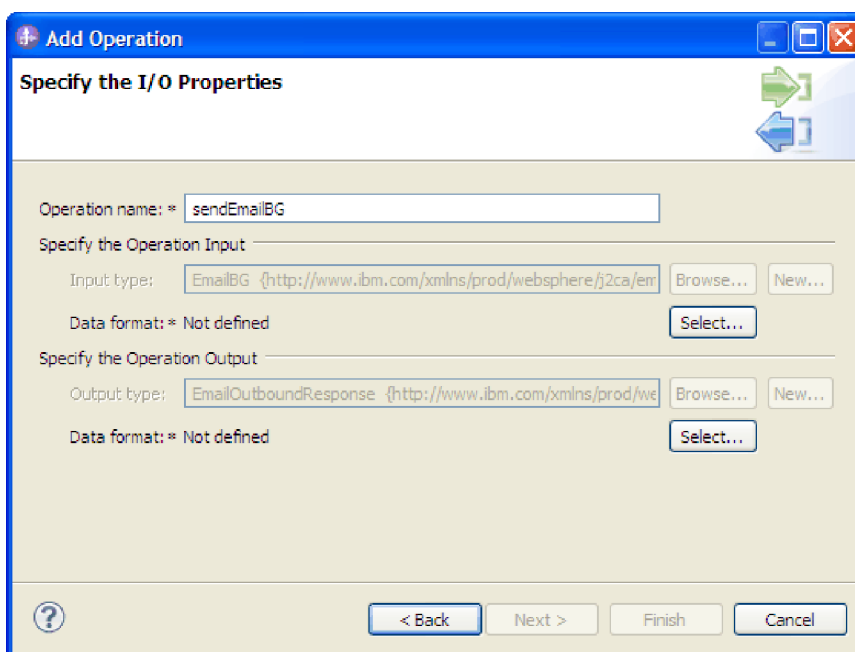 Add Operation
Specify the I/O Properties
Operation name: * sendEmailBG
Specify the Operation Input
Input type: EmailBG {http://www.ibm.com/xmlns/prod/websphere/j2ca/em Browse... New...
Data format: * Not defined Select...
Specify the Operation Output
Output type: EmailOutboundResponse {http://www.ibm.com/xmlns/prod/we Browse... New...
Data format: * Not defined Select...
? < Back Next > Finish Cancel